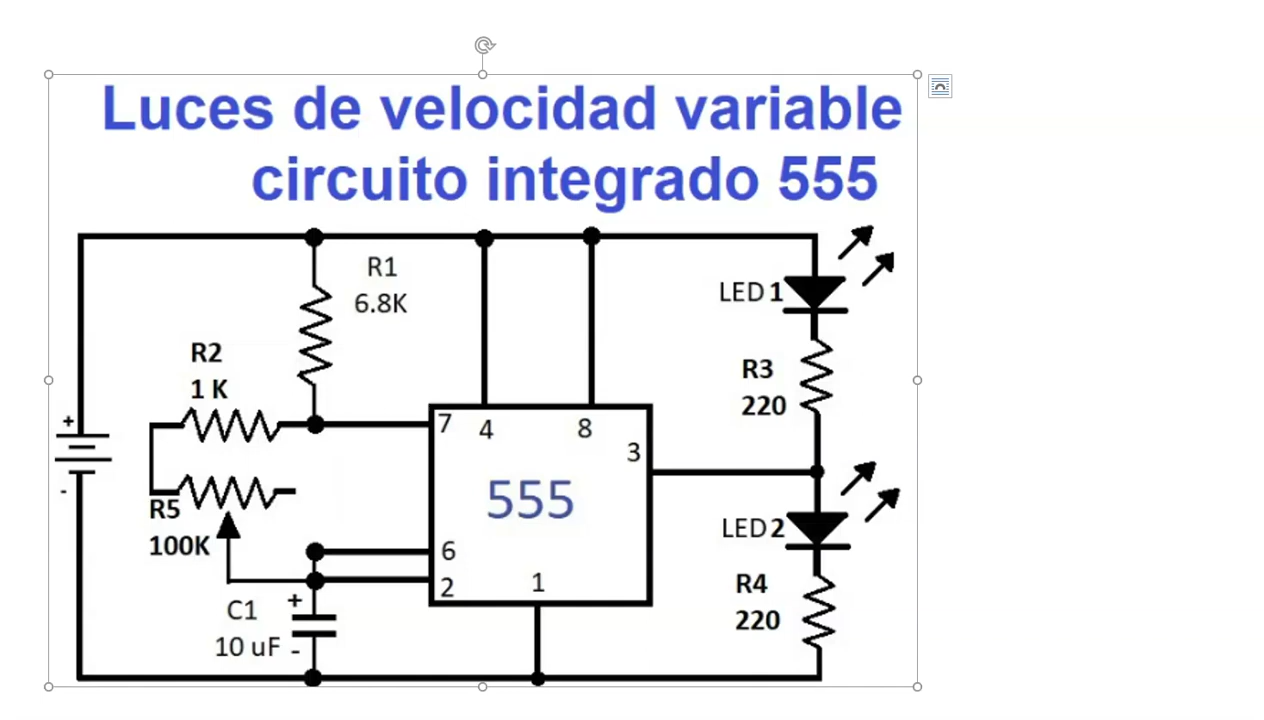 Luces de velocidad variable
circuito integrado 555
R1
6.8K
LED 1
R2
1 K
R3
220
+
7
4
8
3
-
555
R5
100K
LED 2
6
2
1
+
C1
10 uF
-
R4
220